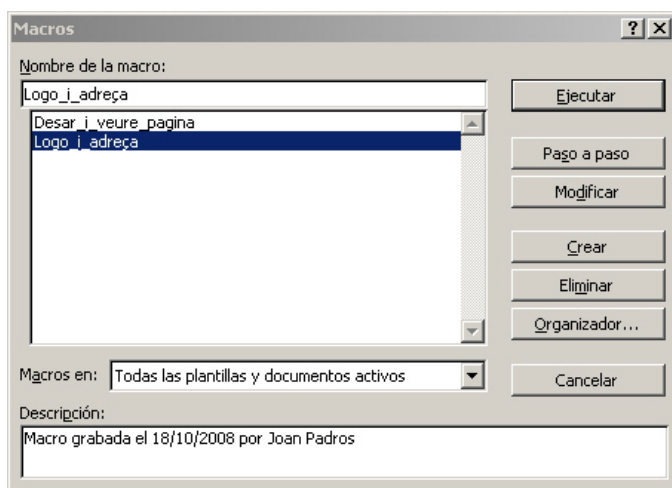 Macros
Nombre de la macro:
Logo_i_adreça
Ejecutar
Desar_i_veure_pagina
Logo_i_adreça
Paso a paso
Modificar
Crear
Eliminar
Organizador...
Macros en: Todas las plantillas y documentos activos
Cancelar
Descripción:
Macro grabada el 18/10/2008 por Joan Padros